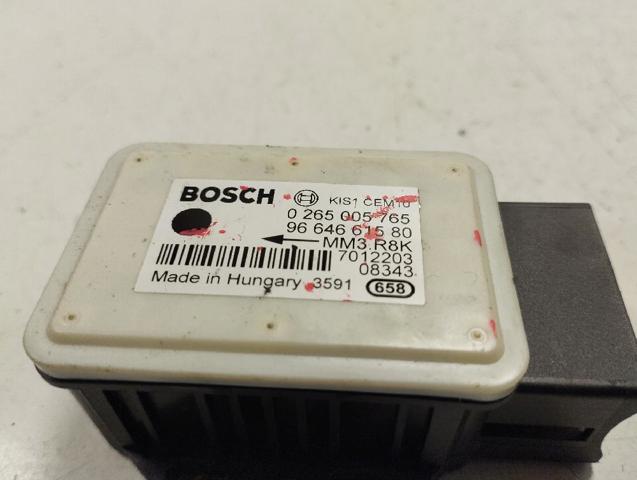 BOSCH KIS1 CEM10
0 265 005 765
96 646 615 80
MM3.R8K
7012203
08343
Made in Hungary 3591 658